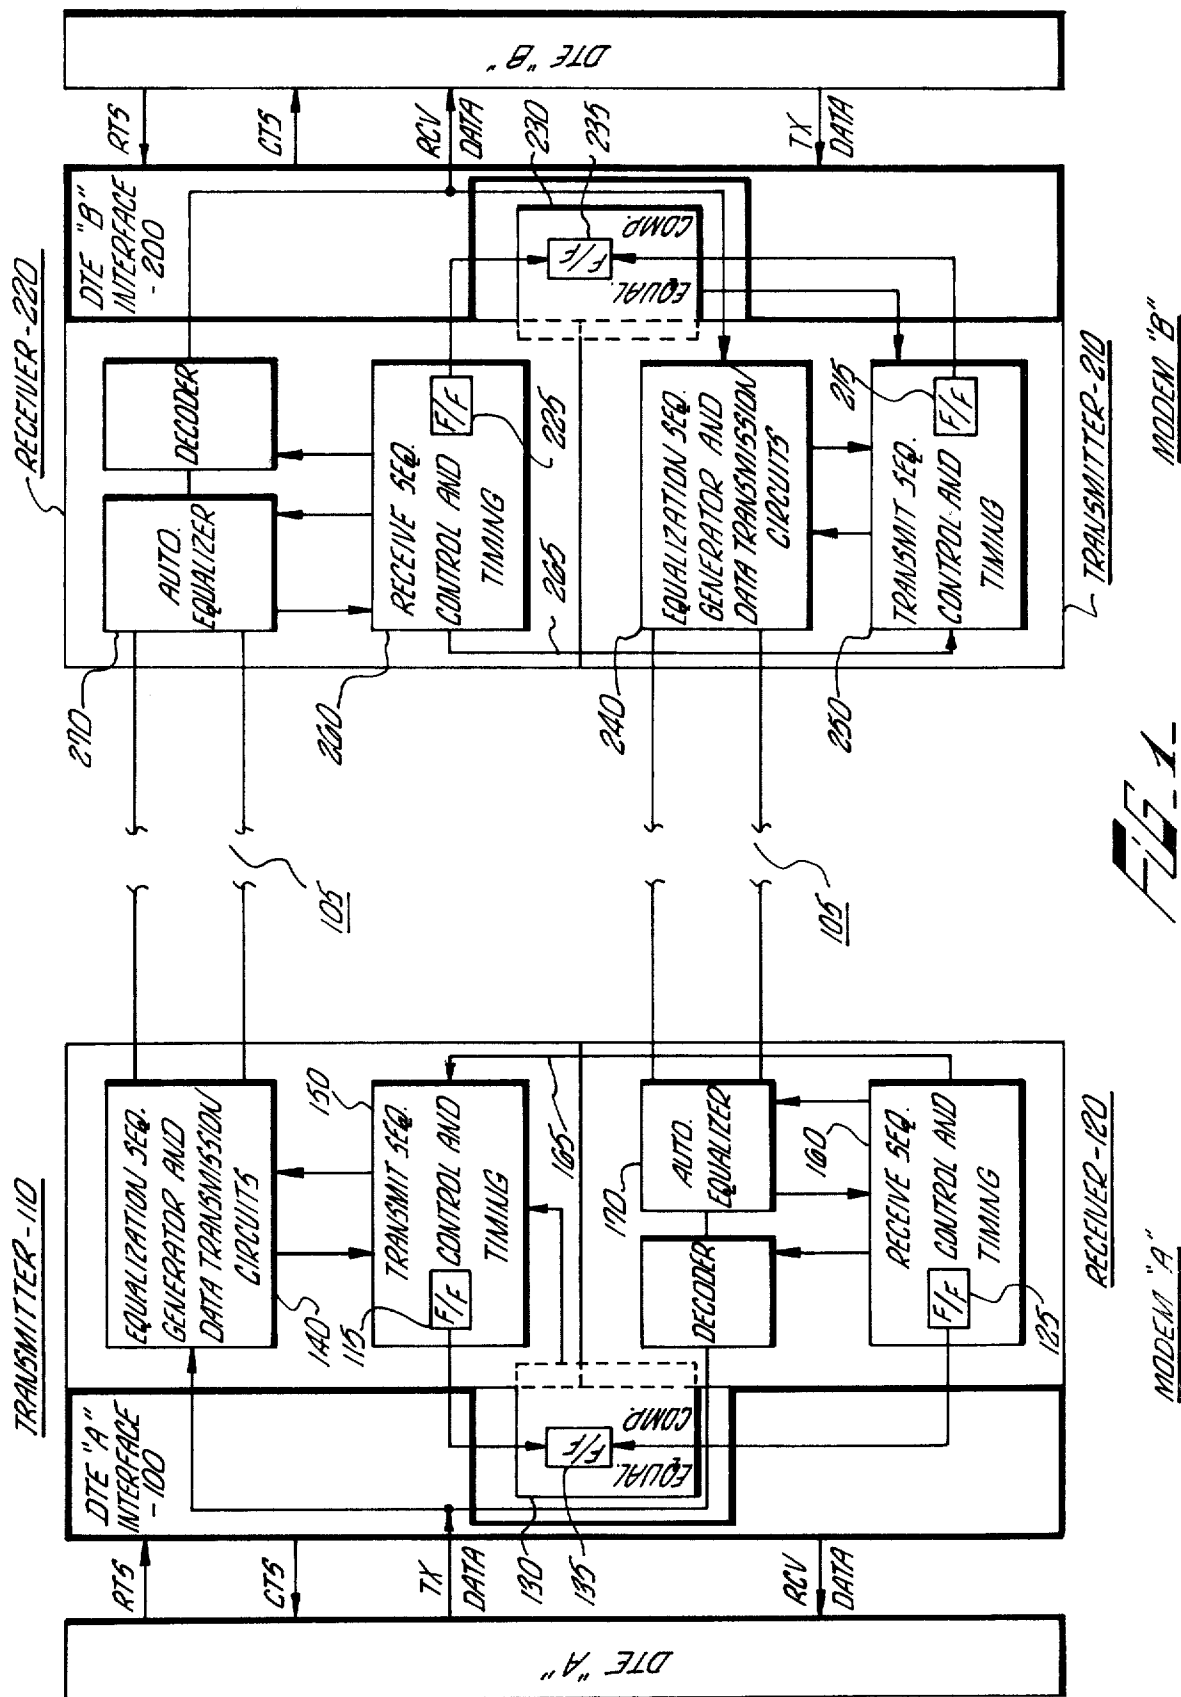 TRANSMITTER-110
RECEIVER-220
DTE "A"
RTS
CTS
TX
DATA
RCV
DATA
DTE "A"
INTERFACE
-100
EQUALIZATION SEQ.
GENERATOR AND
DATA TRANSMISSION
CIRCUITS
140
115
150
TRANSMIT SEQ.
CONTROL AND
TIMING
F/F
165
EQUAL.
COMP.
F/F
130
135
170
AUTO.
EQUALIZER
DECODER
160
RECEIVE SEQ.
CONTROL AND
TIMING
F/F
125
RECEIVER-120
MODEM "A"
105
105
270
AUTO.
EQUALIZER
DECODER
260
RECEIVE SEQ.
CONTROL AND
TIMING
F/F
225
265
240
EQUALIZATION SEQ.
GENERATOR AND
DATA TRANSMISSION
CIRCUITS
250
TRANSMIT SEQ.
CONTROL AND
TIMING
F/F
215
DTE "B"
INTERFACE
-200
EQUAL.
COMP.
F/F
230
235
RTS
CTS
RCV
DATA
TX
DATA
DTE "B"
TRANSMITTER-210
MODEM "B"
FIG_1_